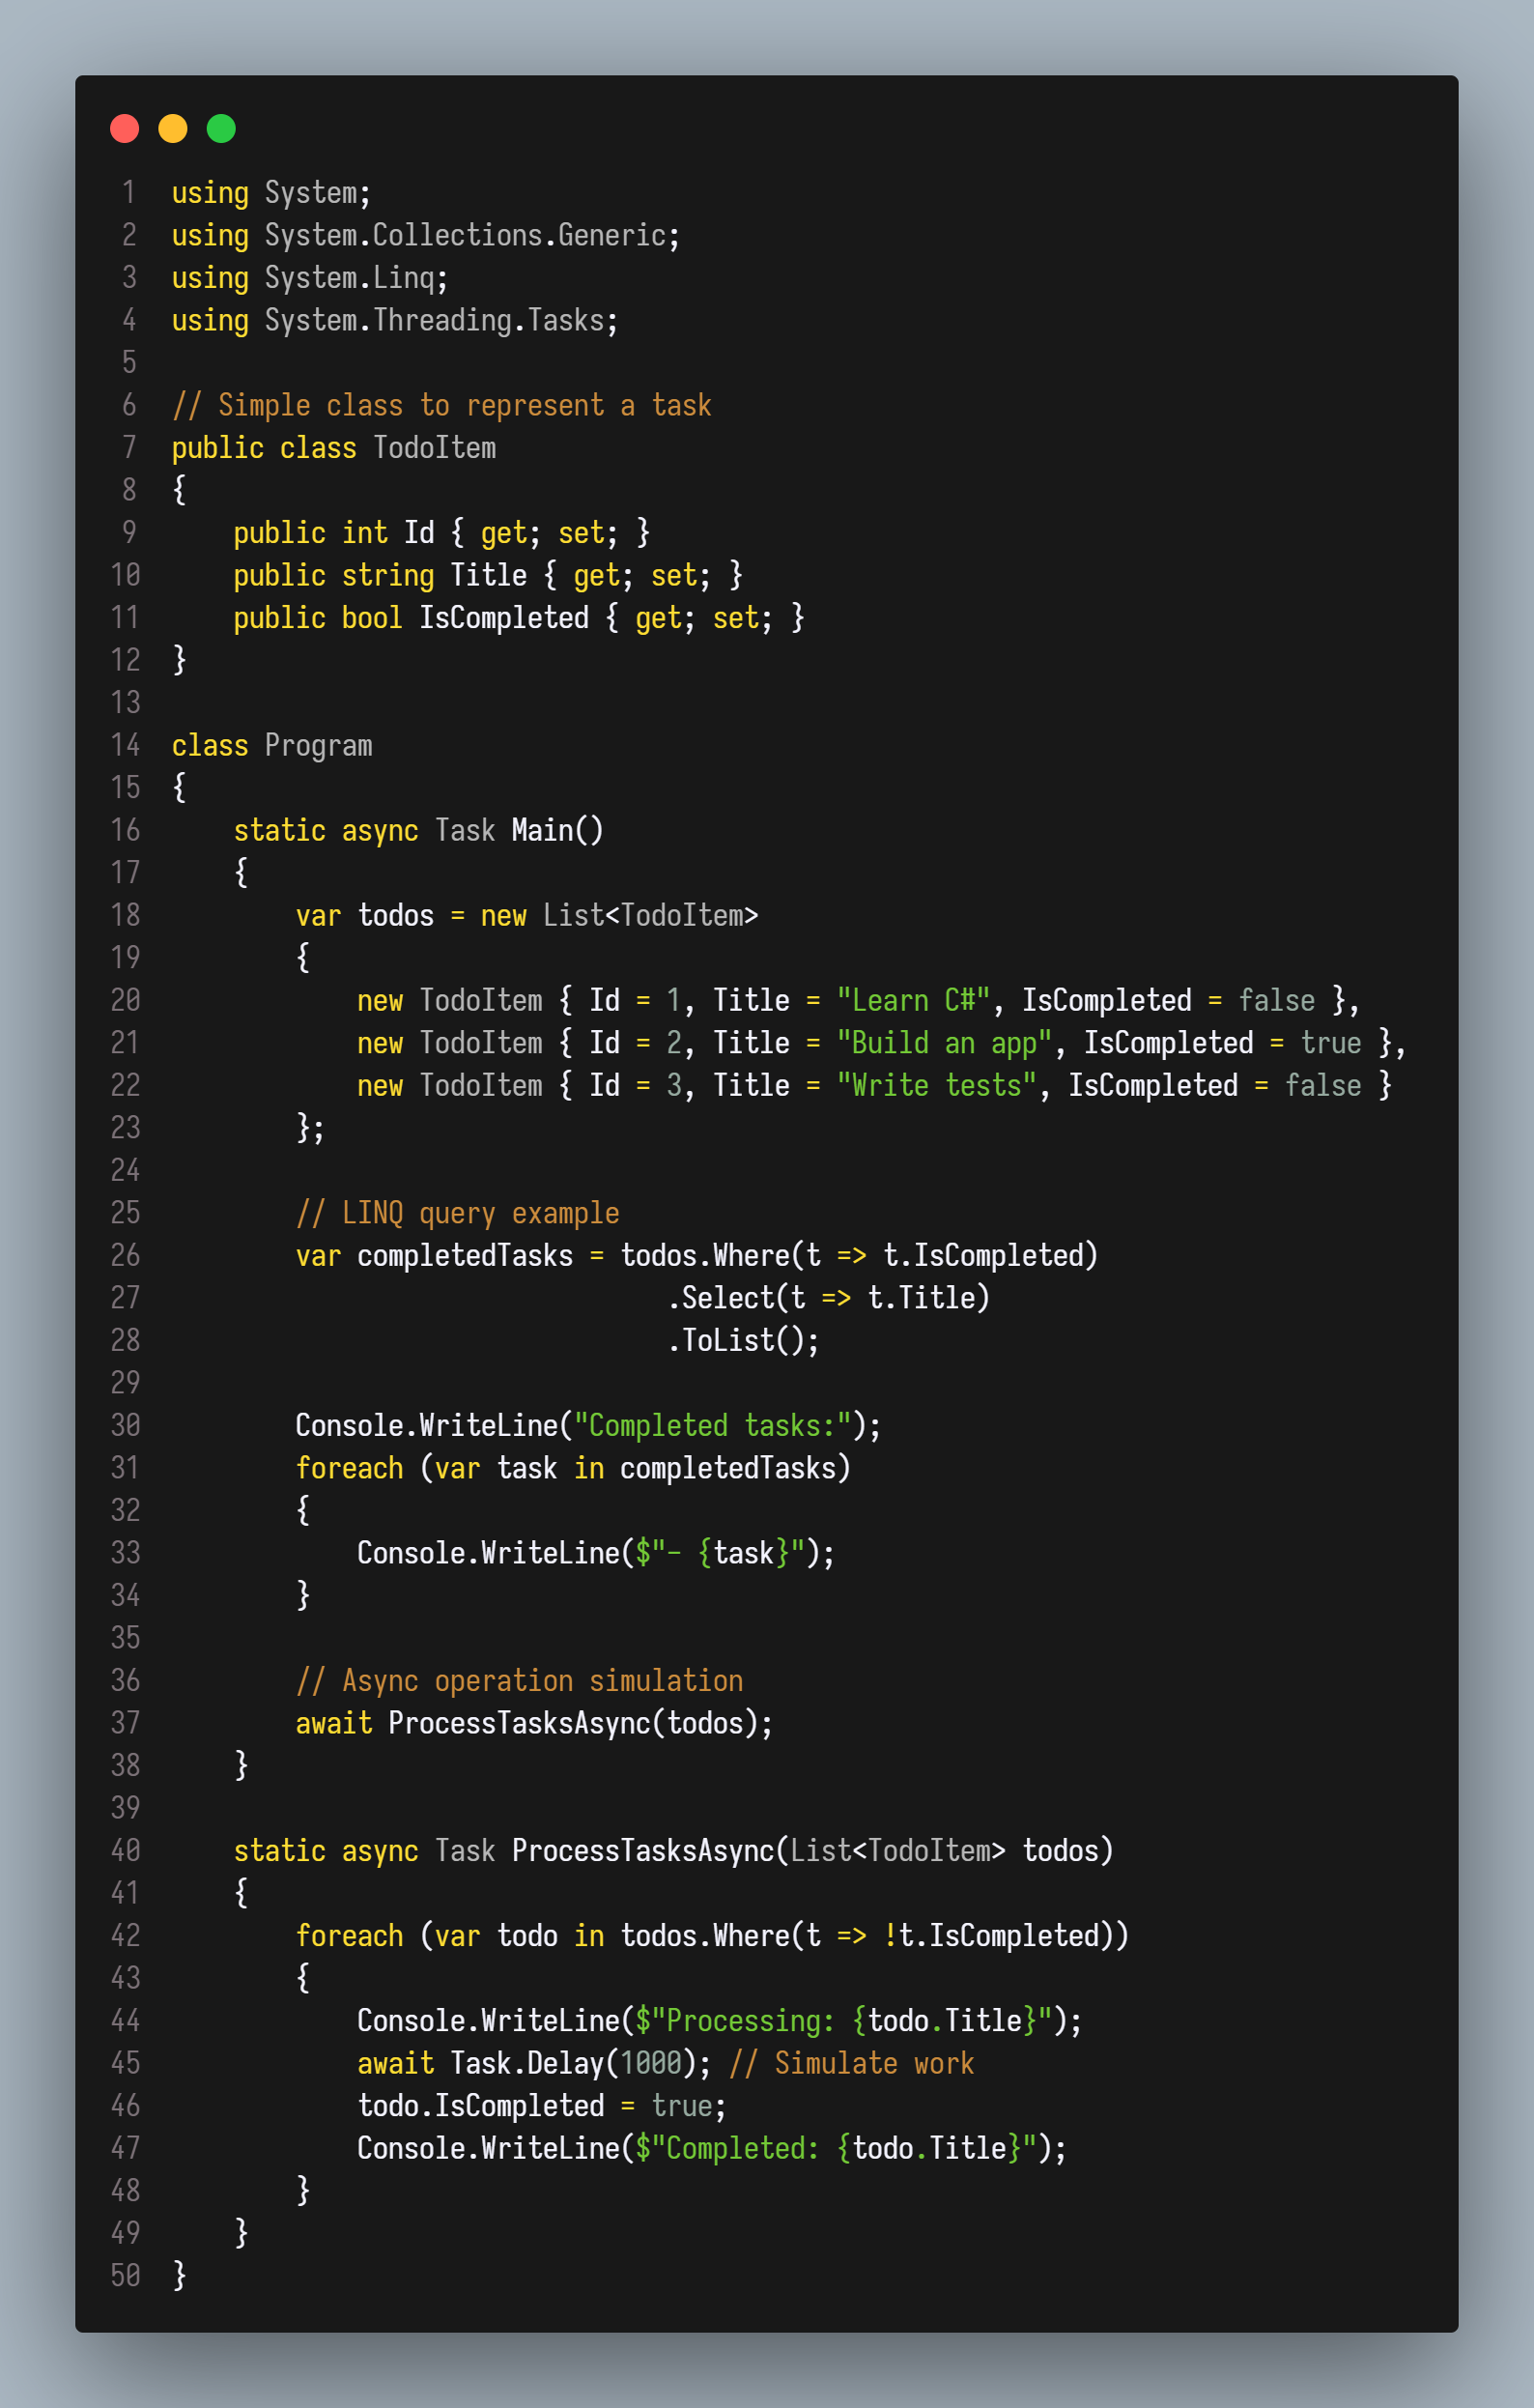 1 using System;
2 using System.Collections.Generic;
3 using System.Linq;
4 using System.Threading.Tasks;
5
6 // Simple class to represent a task
7 public class TodoItem
8 {
9     public int Id { get; set; }
10     public string Title { get; set; }
11     public bool IsCompleted { get; set; }
12 }
13
14 class Program
15 {
16     static async Task Main()
17     {
18         var todos = new List<TodoItem>
19         {
20             new TodoItem { Id = 1, Title = "Learn C#", IsCompleted = false },
21             new TodoItem { Id = 2, Title = "Build an app", IsCompleted = true },
22             new TodoItem { Id = 3, Title = "Write tests", IsCompleted = false }
23         };
24
25         // LINQ query example
26         var completedTasks = todos.Where(t => t.IsCompleted)
27                                 .Select(t => t.Title)
28                                 .ToList();
29
30         Console.WriteLine("Completed tasks:");
31         foreach (var task in completedTasks)
32         {
33             Console.WriteLine($"- {task}");
34         }
35
36         // Async operation simulation
37         await ProcessTasksAsync(todos);
38     }
39
40     static async Task ProcessTasksAsync(List<TodoItem> todos)
41     {
42         foreach (var todo in todos.Where(t => !t.IsCompleted))
43         {
44             Console.WriteLine($"Processing: {todo.Title}");
45             await Task.Delay(1000); // Simulate work
46             todo.IsCompleted = true;
47             Console.WriteLine($"Completed: {todo.Title}");
48         }
49     }
50 }